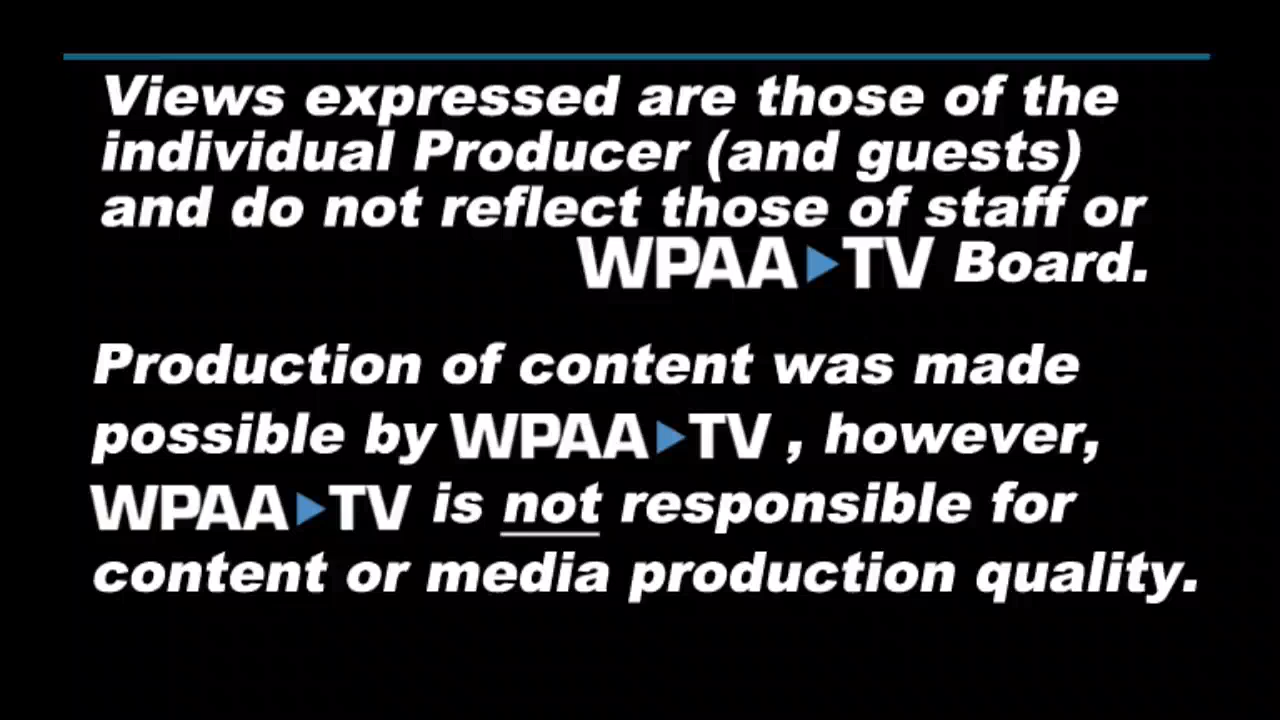 Views expressed are those of the
individual Producer (and guests)
and do not reflect those of staff or
WPAA TV Board.
Production of content was made
possible by WPAA TV , however,
WPAA TV is not responsible for
content or media production quality.